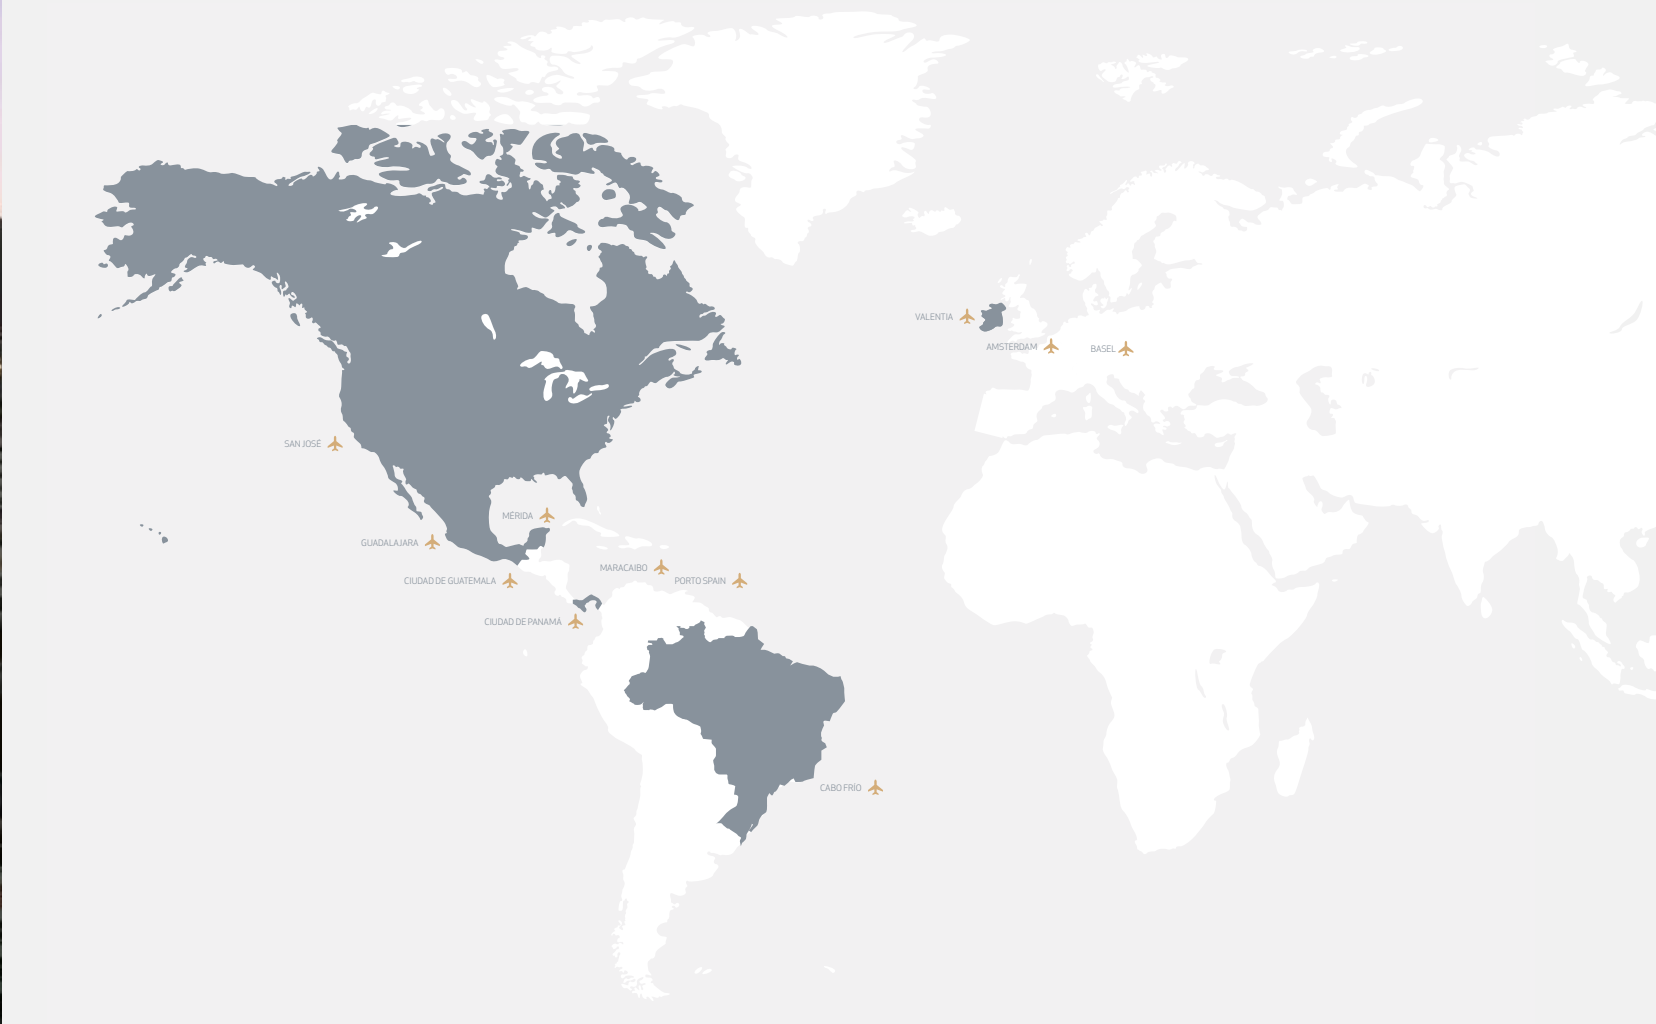 VALENTIA
AMSTERDAM
BASEL
SAN JOSÉ
MÉRIDA
GUADALAJARA
MARACAIBO
CIUDAD DE GUATEMALA
PORTO SPAIN
CIUDAD DE PANAMÁ
CABO FRÍO